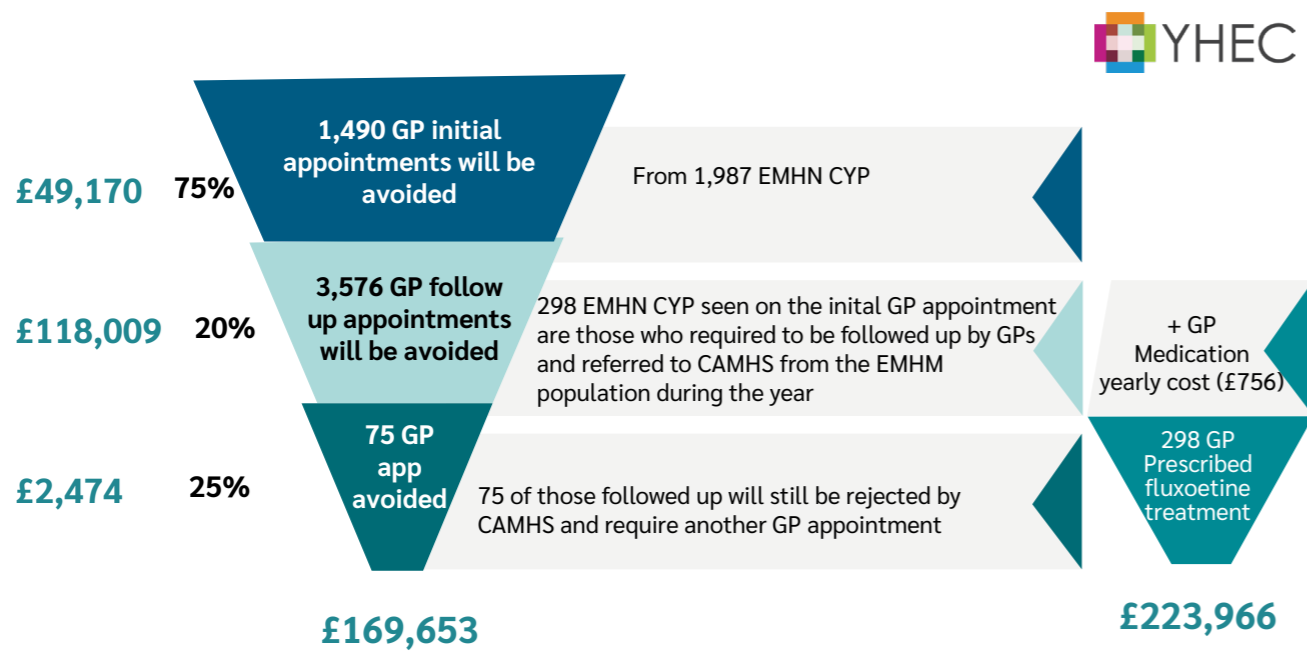 YHEC
£49,170
75%
1,490 GP initial
appointments will be
avoided
From 1,987 EMHN CYP
£118,009
20%
3,576 GP follow
up appointments
will be avoided
298 EMHN CYP seen on the inital GP appointment
are those who required to be followed up by GPs
and referred to CAMHS from the EMHM
population during the year
+ GP
Medication
yearly cost (£756)
£2,474
25%
75 GP
app
avoided
75 of those followed up will still be rejected by
CAMHS and require another GP appointment
298 GP
Prescribed
fluoxetine
treatment
£169,653
£223,966